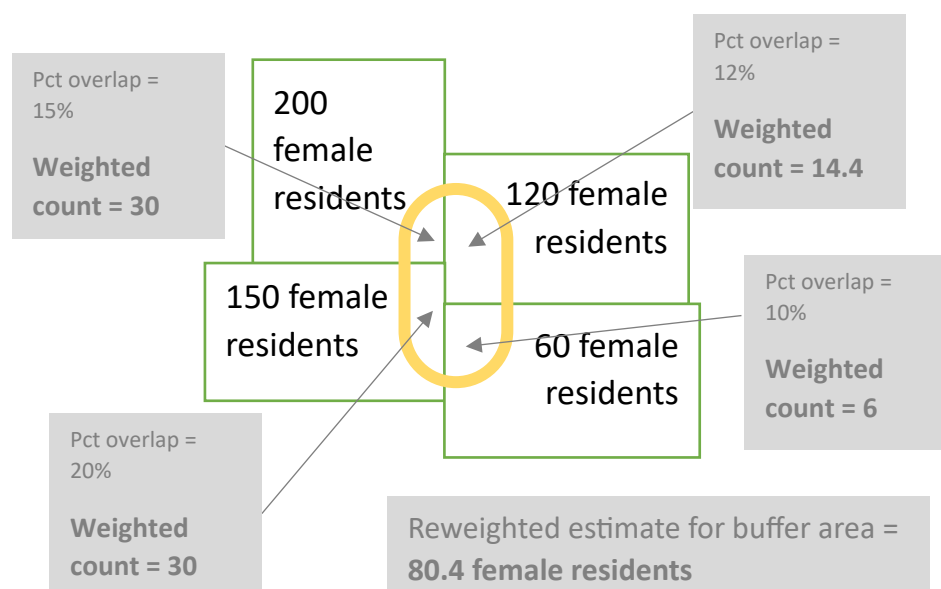 Pct overlap =
15%
Weighted
count = 30
200
female
residents
Pct overlap =
12%
Weighted
count = 14.4
120 female
residents
150 female
residents
60 female
residents
Pct overlap =
10%
Weighted
count = 6
Pct overlap =
20%
Weighted
count = 30
Reweighted estimate for buffer area =
80.4 female residents